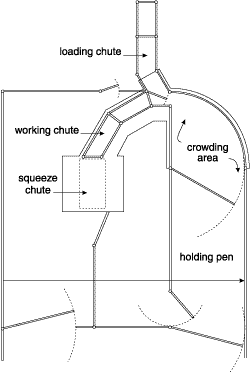 loading chute
working chute
crowding
area
squeeze
chute
holding pen